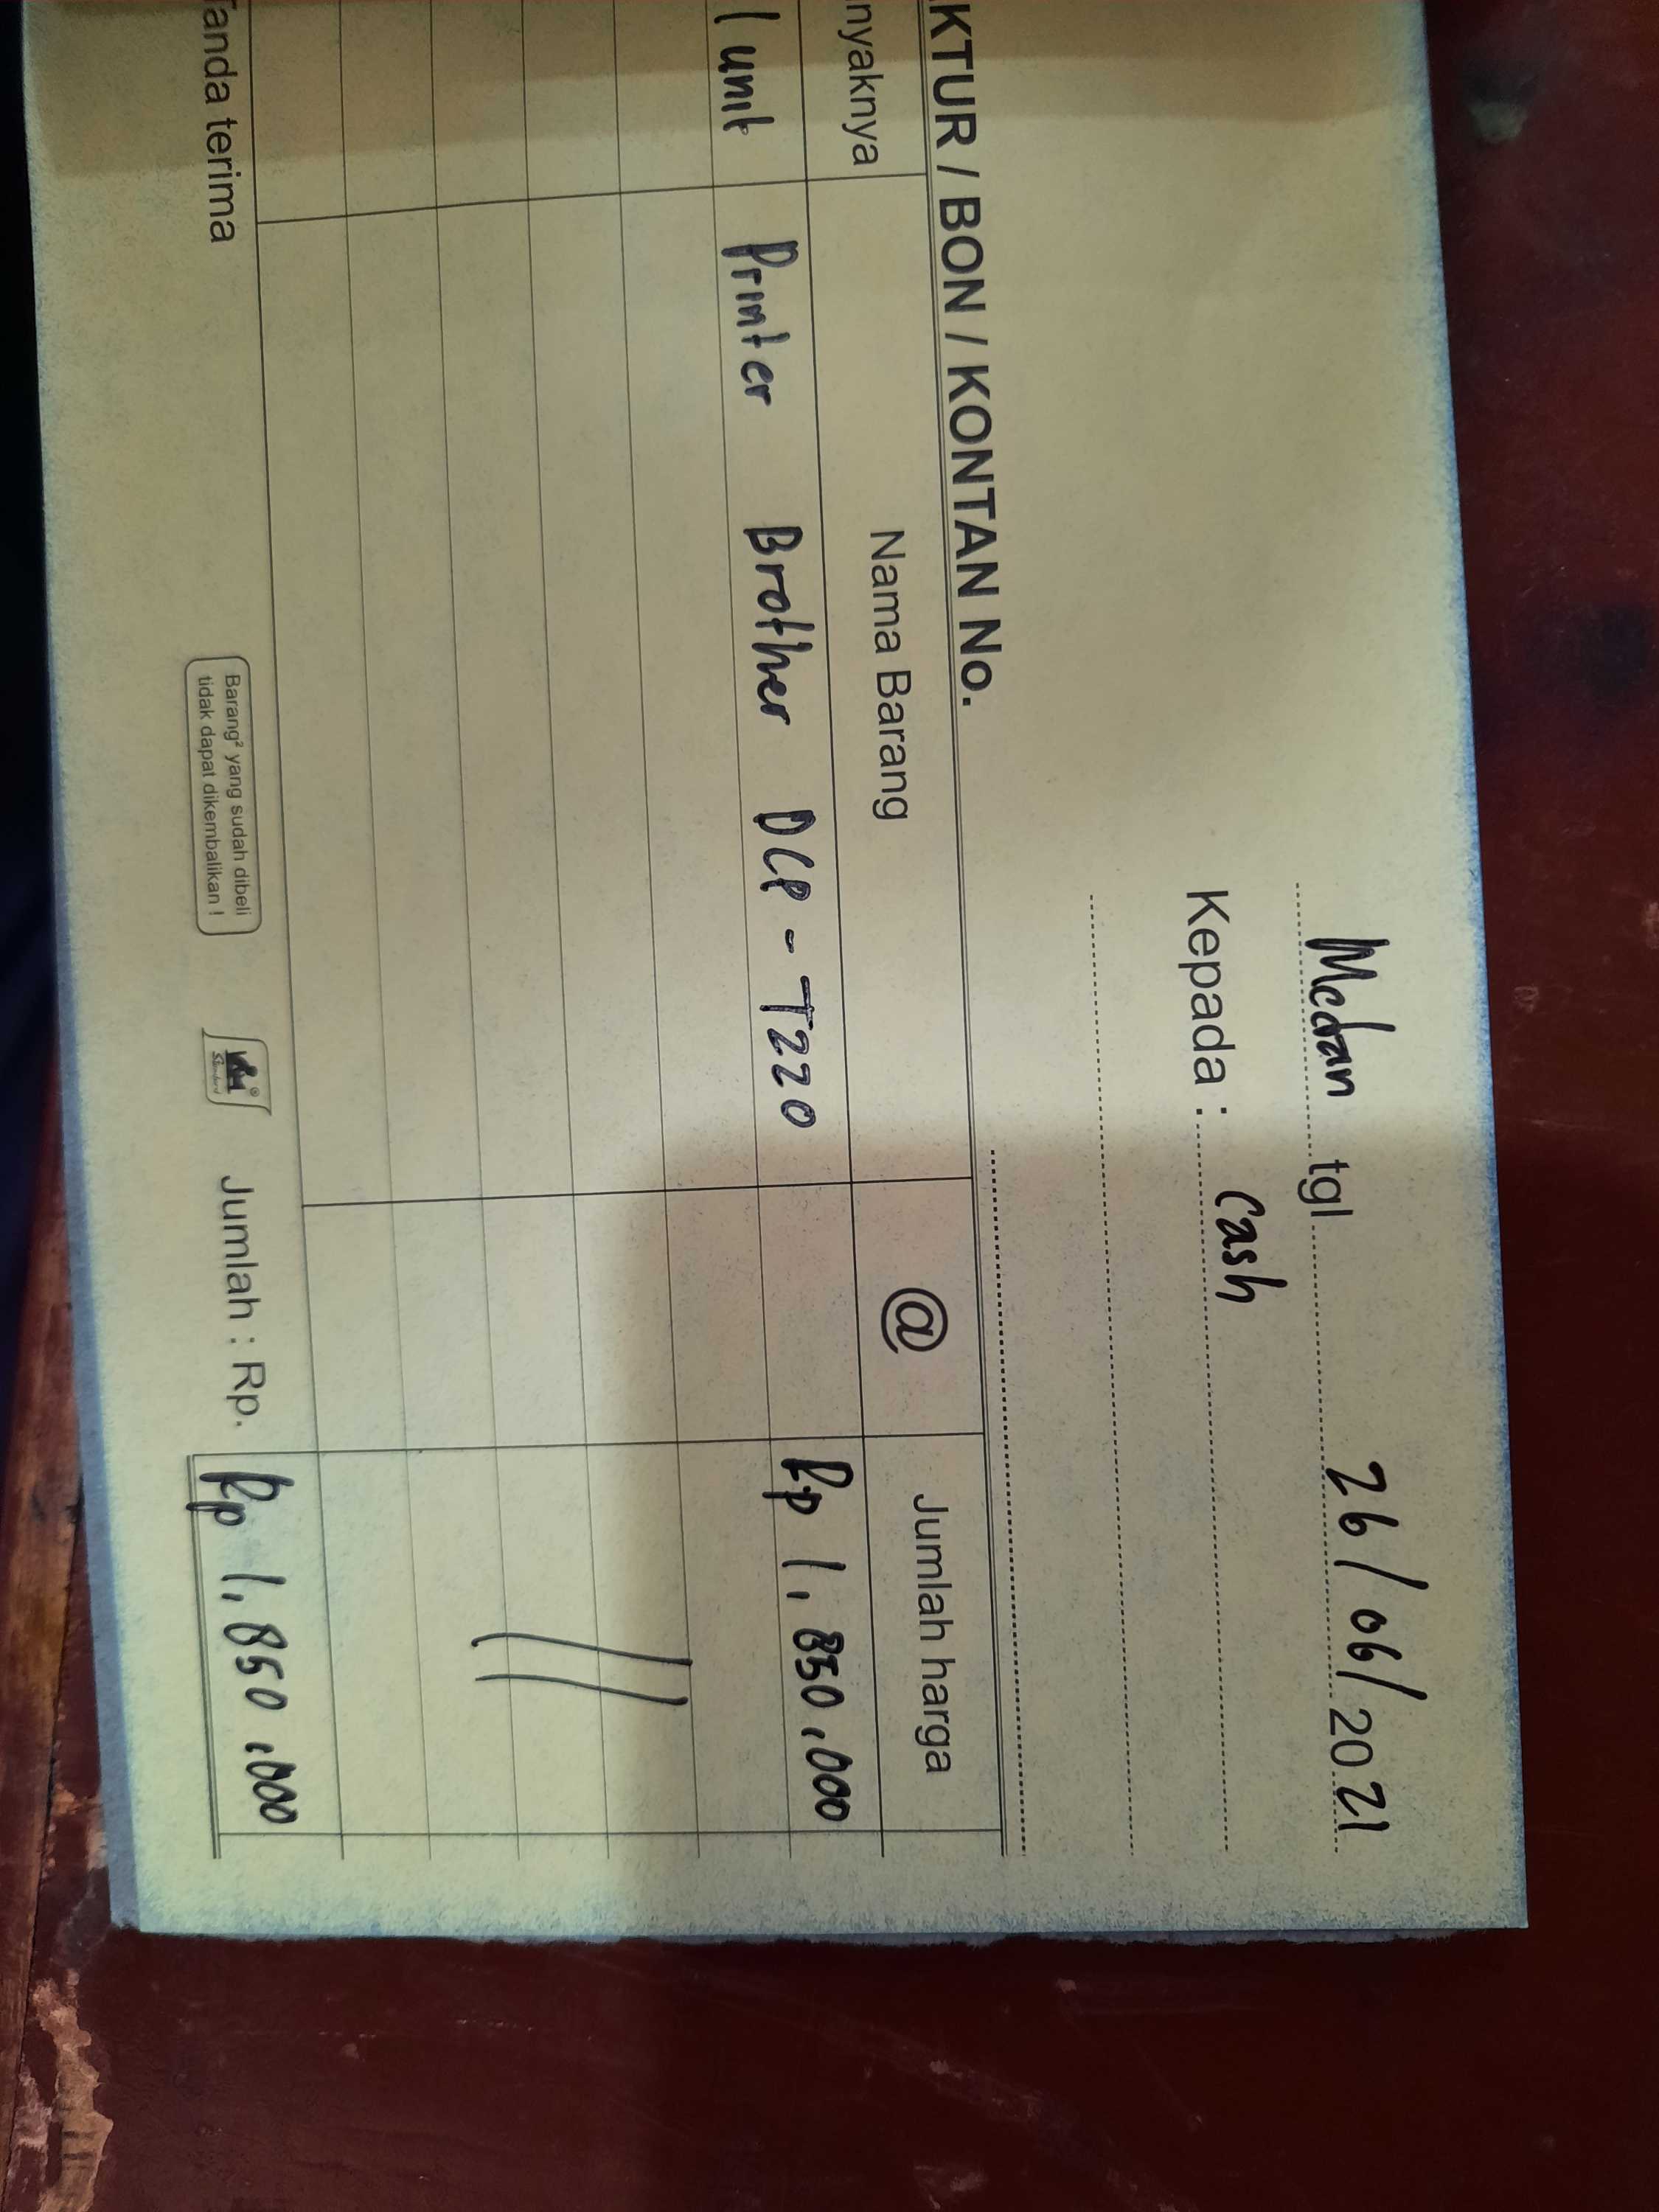 Medan tgl 26/06/2021
Kepada : Cash
KTUR / BON / KONTAN No.
nyaknya Nama Barang @ Jumlah harga
1 unit Printer Brother DCP - T220 Rp 1.850.000
anda terima
Barang² yang sudah dibeli
tidak dapat dikembalikan !
Jumlah : Rp. Rp 1.850.000